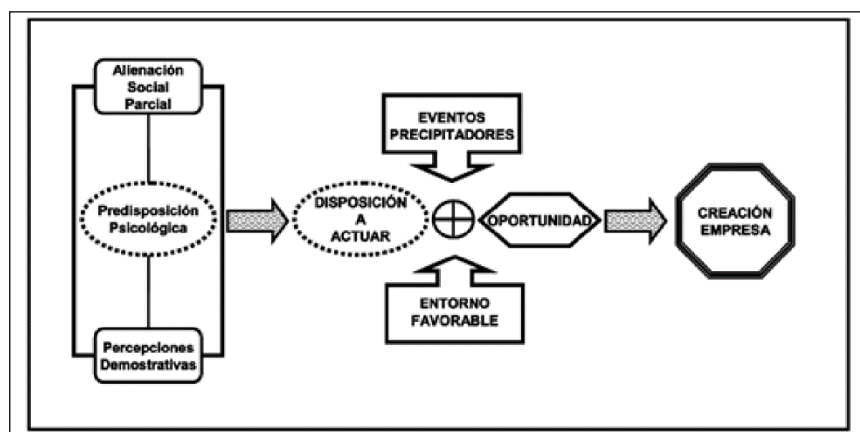 Alienación
Social
Parcial
Predisposición
Psicológica
Percepciones
Demostrativas
DISPOSICIÓN
A
ACTUAR
EVENTOS
PRECIPITADORES
OPORTUNIDAD
ENTORNO
FAVORABLE
CREACIÓN
EMPRESA